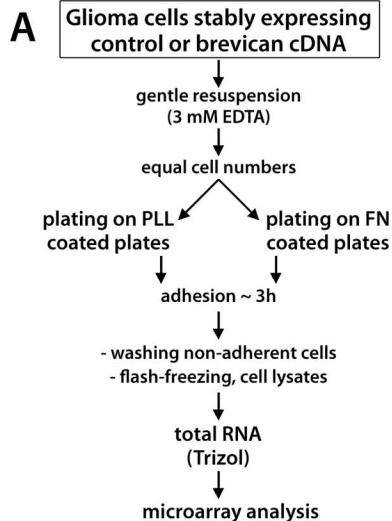 A
Glioma cells stably expressing
control or brevican cDNA
gentle resuspension
(3 mM EDTA)
equal cell numbers
plating on PLL
coated plates
plating on FN
coated plates
adhesion ~ 3h
- washing non-adherent cells
- flash-freezing, cell lysates
total RNA
(Trizol)
microarray analysis